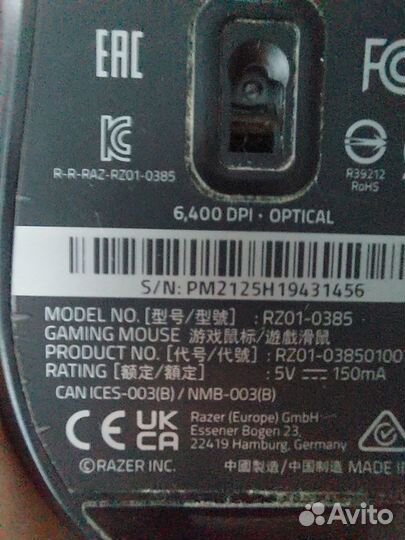 EAC
FC
R-R-RAZ-RZ01-0385
R39212
RoHS
6,400 DPI · OPTICAL
S/N: PM2125H19431456
MODEL NO. [型号/型號] : RZ01-0385
GAMING MOUSE 游戏鼠标/遊戲滑鼠
PRODUCT NO. [代号/代號] : RZ01-03850100
RATING [额定/額定] : 5V ⎓ 150mA
CAN ICES-003(B) / NMB-003(B)
CE UK CA
Razer (Europe) GmbH
Essener Bogen 23,
22419 Hamburg, Germany
©RAZER INC. 中國製造/中国制造 MADE I
Avito